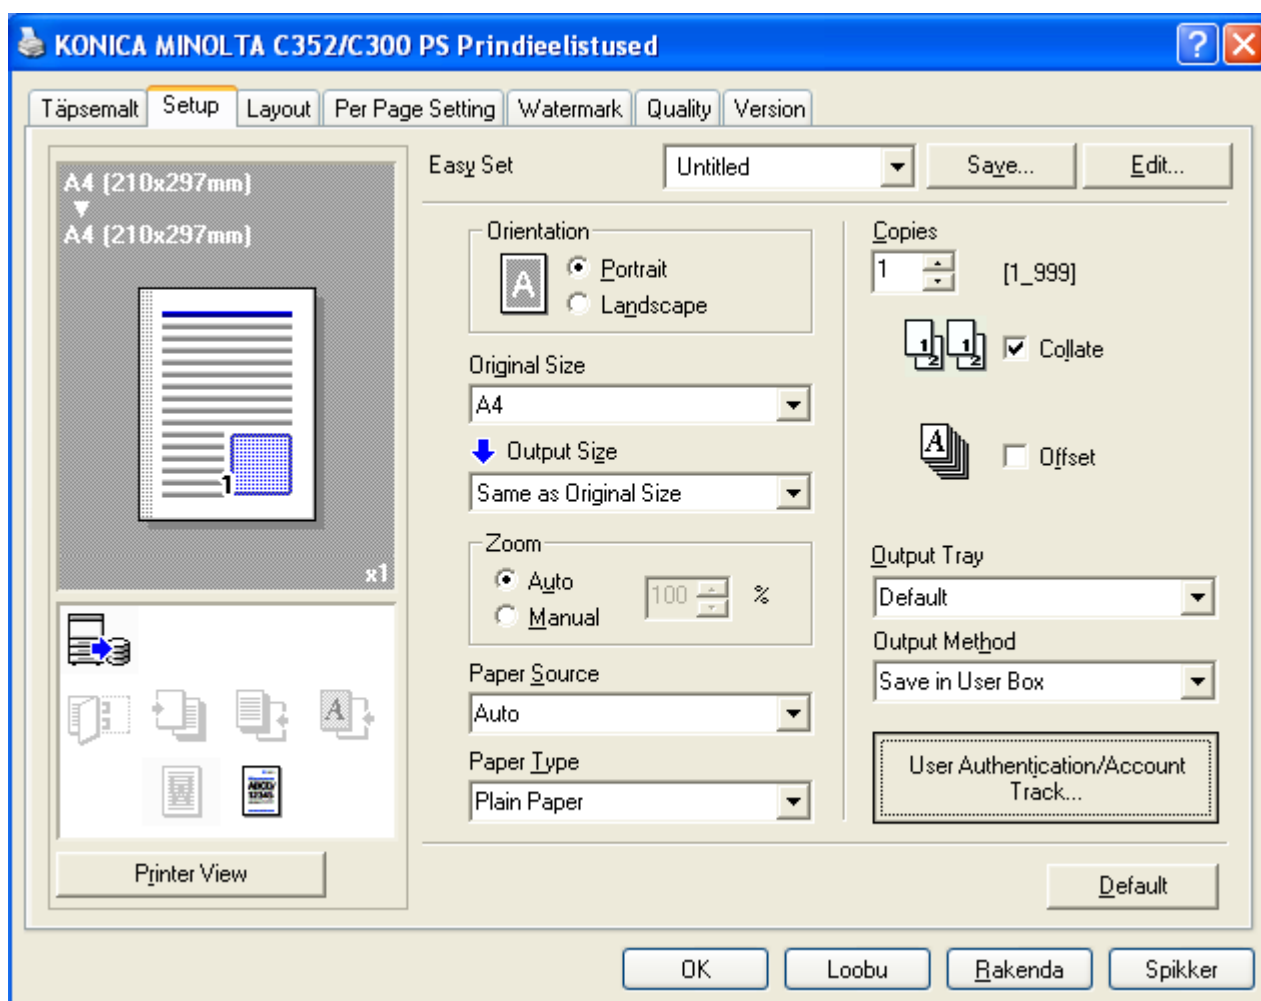 KONICA MINOLTA C352/C300 PS Prindieelistused
Täpsemalt Setup Layout Per Page Setting Watermark Quality Version
A4 (210x297mm)
A4 (210x297mm)
1
x1
Printer View
Easy Set Untitled Save... Edit...
Orientation
A
Portrait
Landscape
Original Size
A4
Output Size
Same as Original Size
Zoom
Auto
Manual
100 %
Paper Source
Auto
Paper Type
Plain Paper
Copies
1 [1_999]
Collate
Offset
Output Tray
Default
Output Method
Save in User Box
User Authentication/Account
Track...
Default
OK Loobu Rakenda Spikker